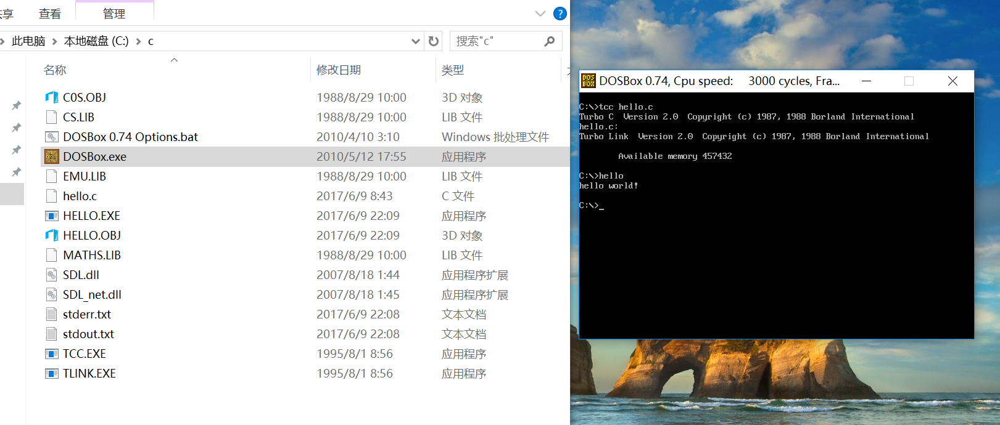 共享 查看 管理
此电脑 本地磁盘 (C:) c 搜索"c"
名称 修改日期 类型
C0S.OBJ 1988/8/29 10:00 3D 对象
CS.LIB 1988/8/29 10:00 LIB 文件
DOSBox 0.74 Options.bat 2010/4/10 3:10 Windows 批处理文件
DOSBox.exe 2010/5/12 17:55 应用程序
EMU.LIB 1988/8/29 10:00 LIB 文件
hello.c 2017/6/9 8:43 C 文件
HELLO.EXE 2017/6/9 22:09 应用程序
HELLO.OBJ 2017/6/9 22:09 3D 对象
MATHS.LIB 1988/8/29 10:00 LIB 文件
SDL.dll 2007/8/18 1:44 应用程序扩展
SDL_net.dll 2007/8/18 1:45 应用程序扩展
stderr.txt 2017/6/9 22:08 文本文档
stdout.txt 2017/6/9 22:08 文本文档
TCC.EXE 1995/8/1 8:56 应用程序
TLINK.EXE 1995/8/1 8:56 应用程序
DOSBox 0.74, Cpu speed: 3000 cycles, Fra...
C:\>tcc hello.c
Turbo C Version 2.0 Copyright (c) 1987, 1988 Borland International
hello.c:
Turbo Link Version 2.0 Copyright (c) 1987, 1988 Borland International
Available memory 457432
C:\>hello
hello world!
C:\>_